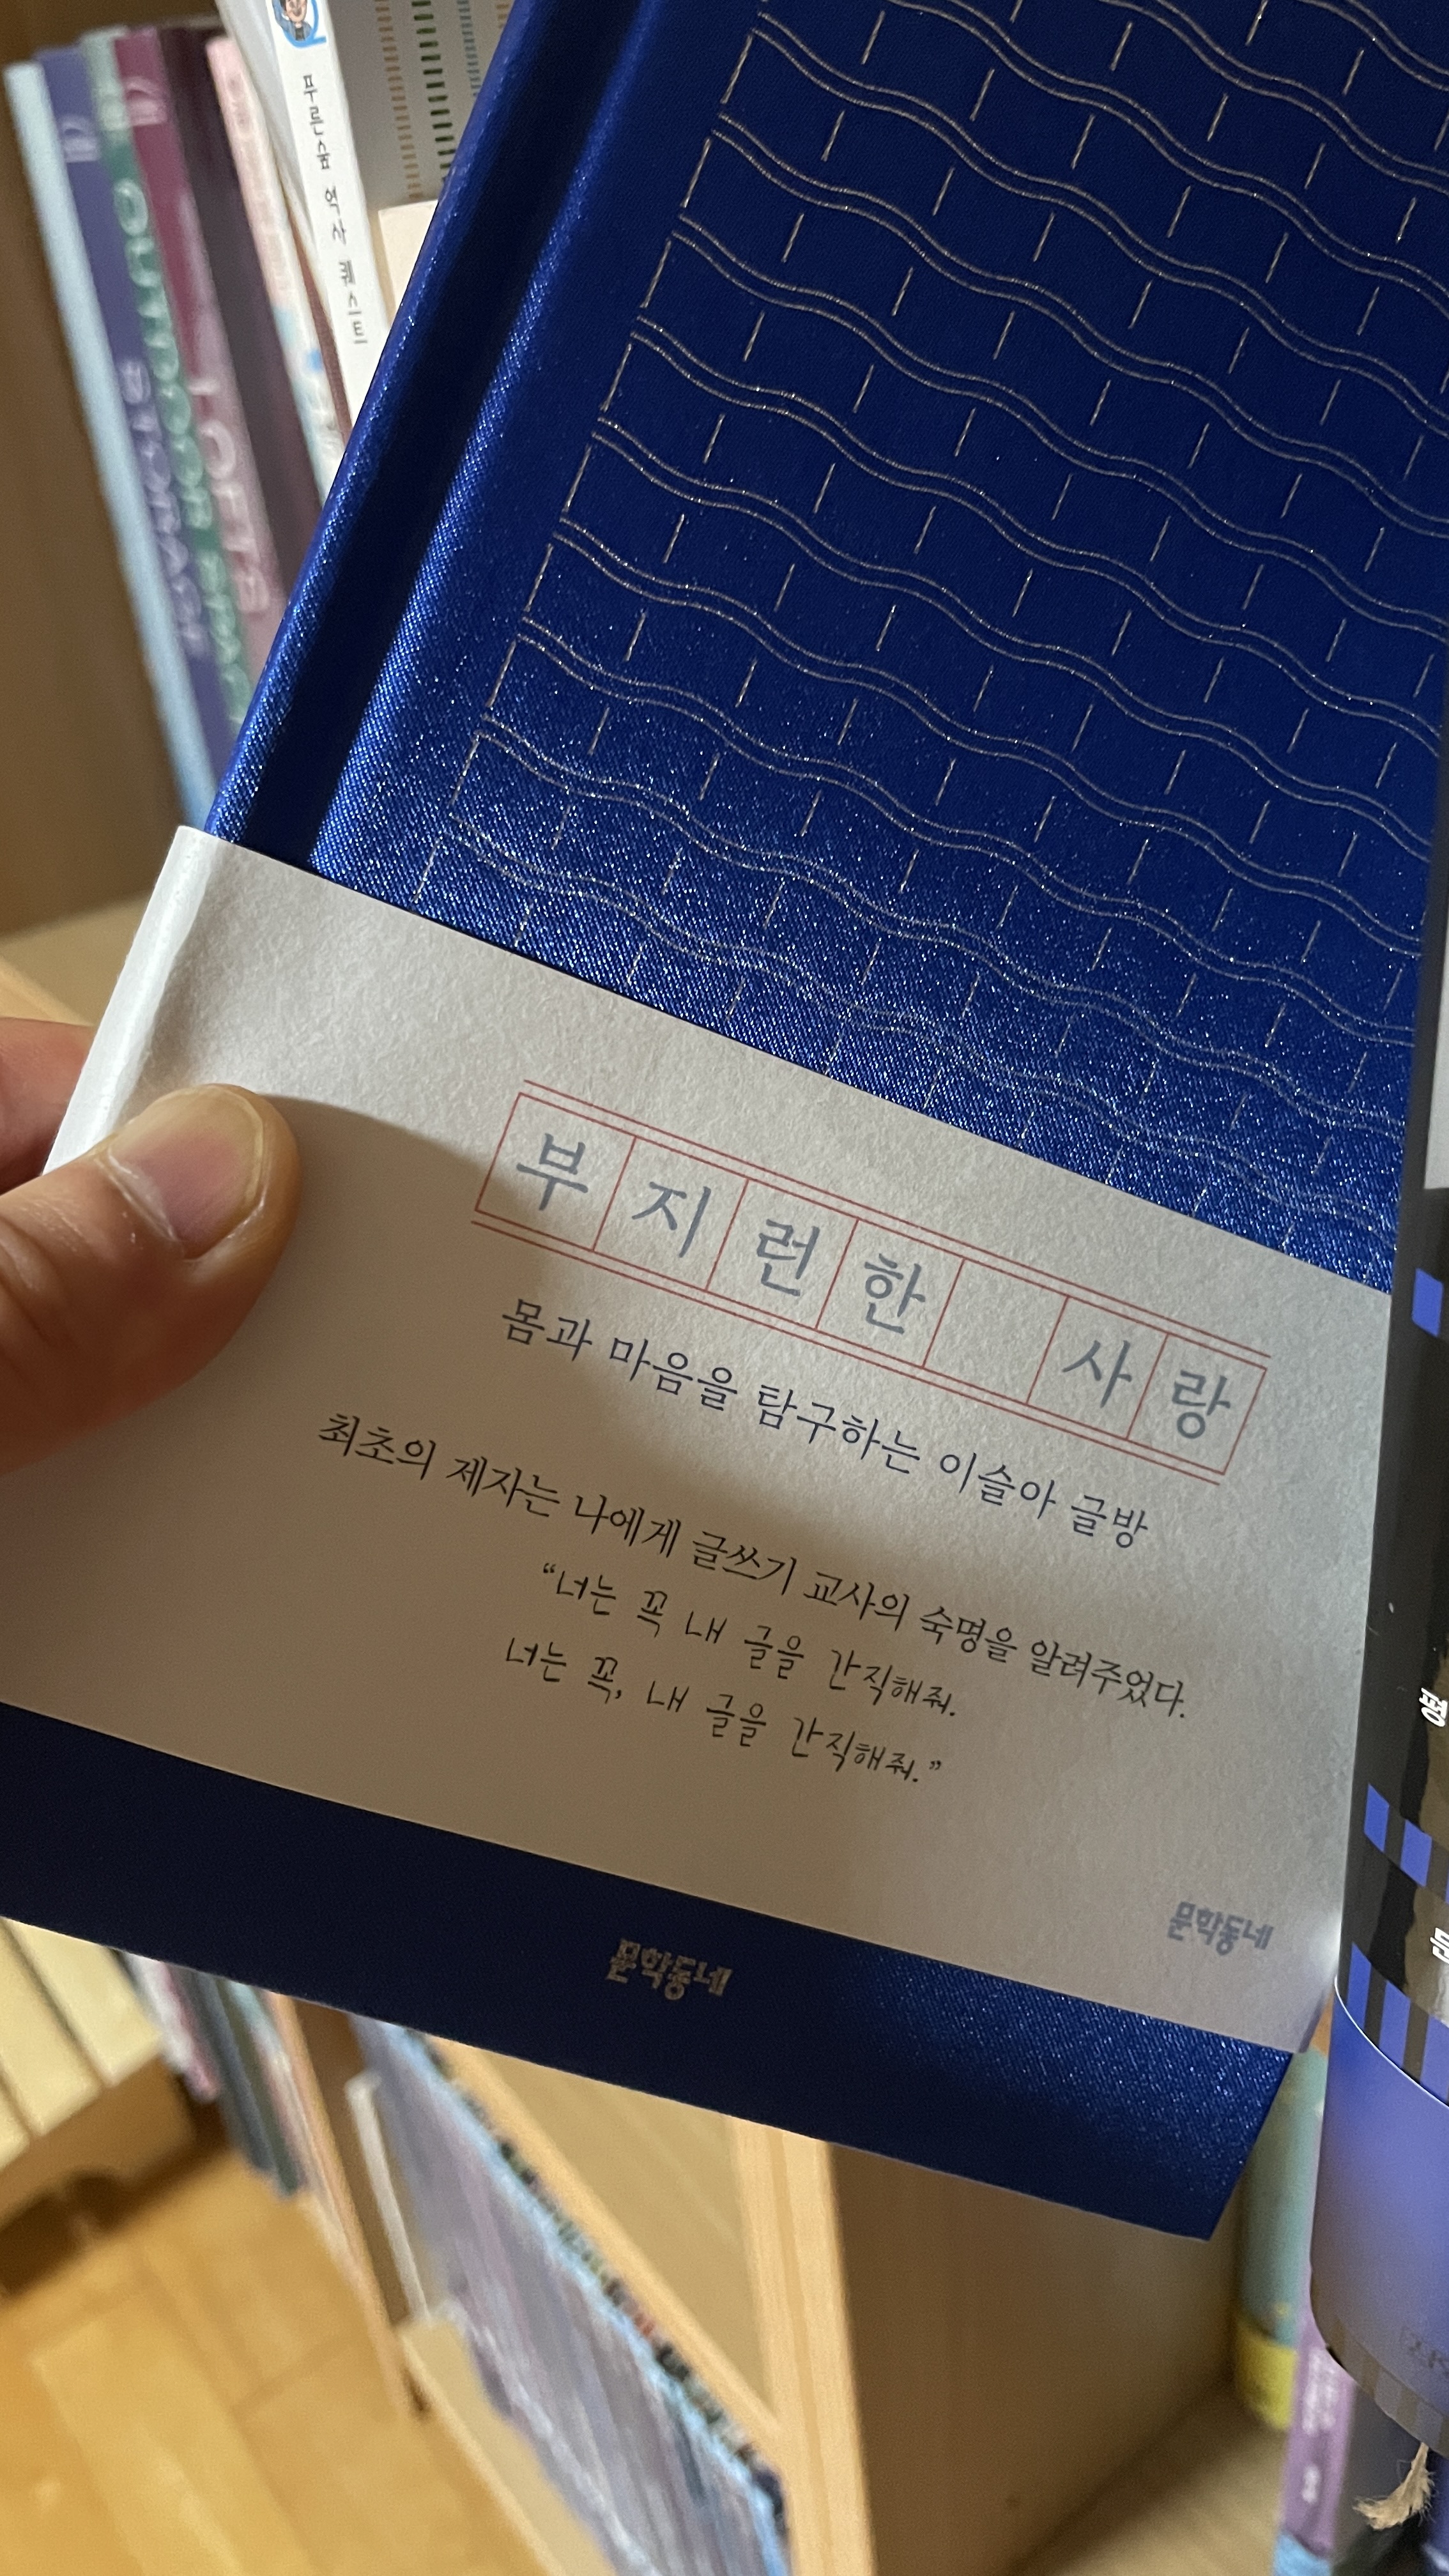 푸른숲 역사 퀘스트
OUTDOOR
LOFTS
부지런한 사랑
몸과 마음을 탐구하는 이슬아 글방
최초의 제자는 나에게 글쓰기 교사의 숙명을 알려주었다.
“너는 꼭 내 글을 간직해줘.
너는 꼭, 내 글을 간직해줘.”
문학동네
문학동네